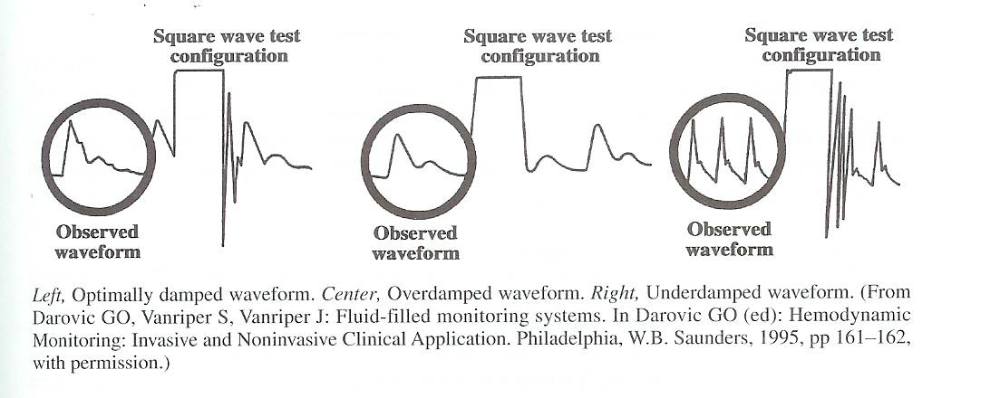 Square wave test
configuration
Square wave test
configuration
Square wave test
configuration
Observed
waveform
Observed
waveform
Observed
waveform
Left, Optimally damped waveform. Center, Overdamped waveform. Right, Underdamped waveform. (From
Darovic GO, Vanriper S, Vanriper J: Fluid-filled monitoring systems. In Darovic GO (ed): Hemodynamic
Monitoring: Invasive and Noninvasive Clinical Application. Philadelphia, W.B. Saunders, 1995, pp 161–162,
with permission.)